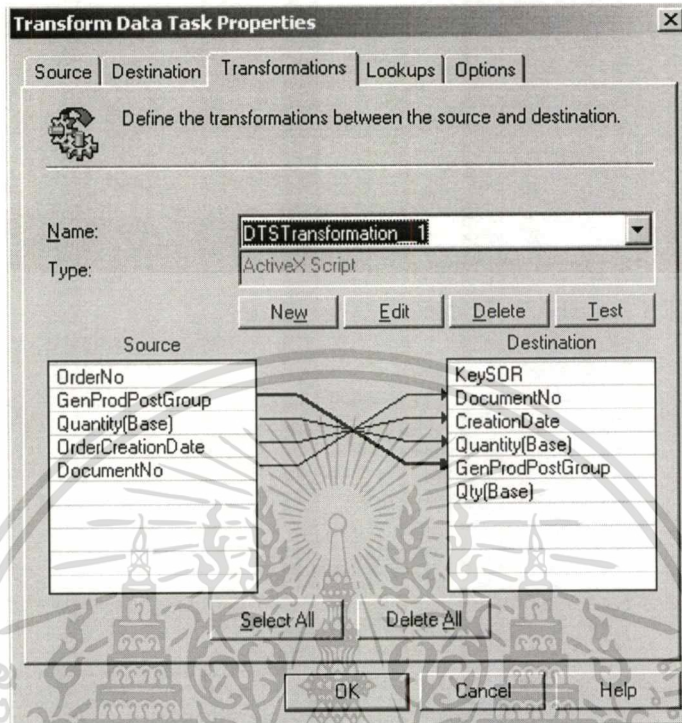 Transform Data Task Properties
Source Destination Transformations Lookups Options
Define the transformations between the source and destination.
Name: DTSTransformation__1
Type: ActiveX Script
New Edit Delete Test
Source Destination
OrderNo KeySOR
GenProdPostGroup DocumentNo
Quantity(Base) CreationDate
OrderCreationDate Quantity(Base)
DocumentNo GenProdPostGroup
Qty(Base)
Select All Delete All
OK Cancel Help